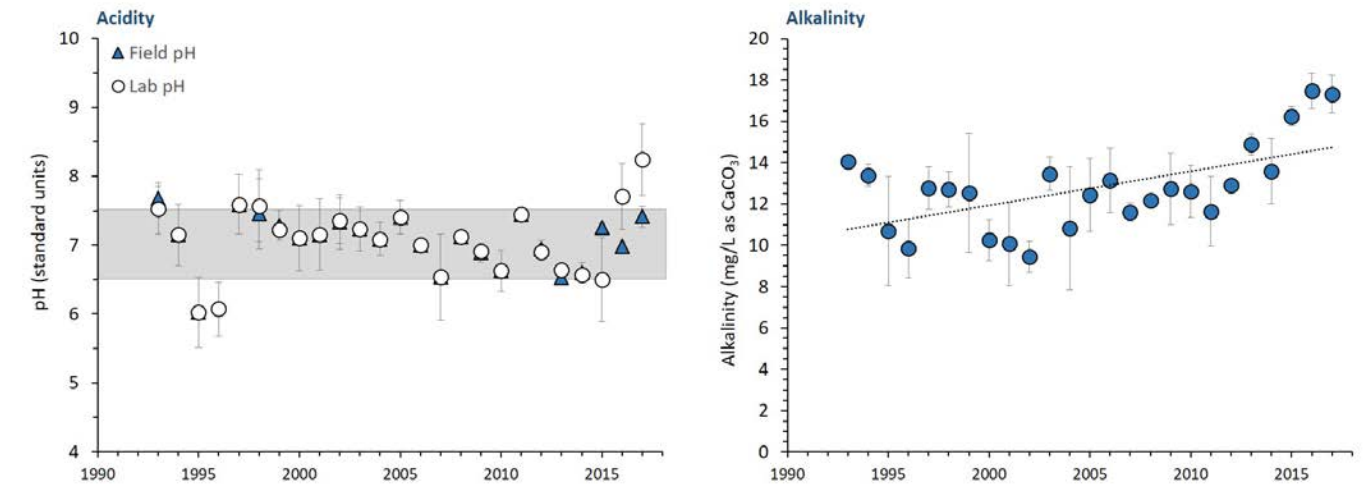 Acidity
10
9
8
7
6
5
4
pH (standard units)
Field pH
Lab pH
1990 1995 2000 2005 2010 2015
Alkalinity
20
18
16
14
12
10
8
6
4
2
0
Alkalinity (mg/L as CaCO₃)
1990 1995 2000 2005 2010 2015